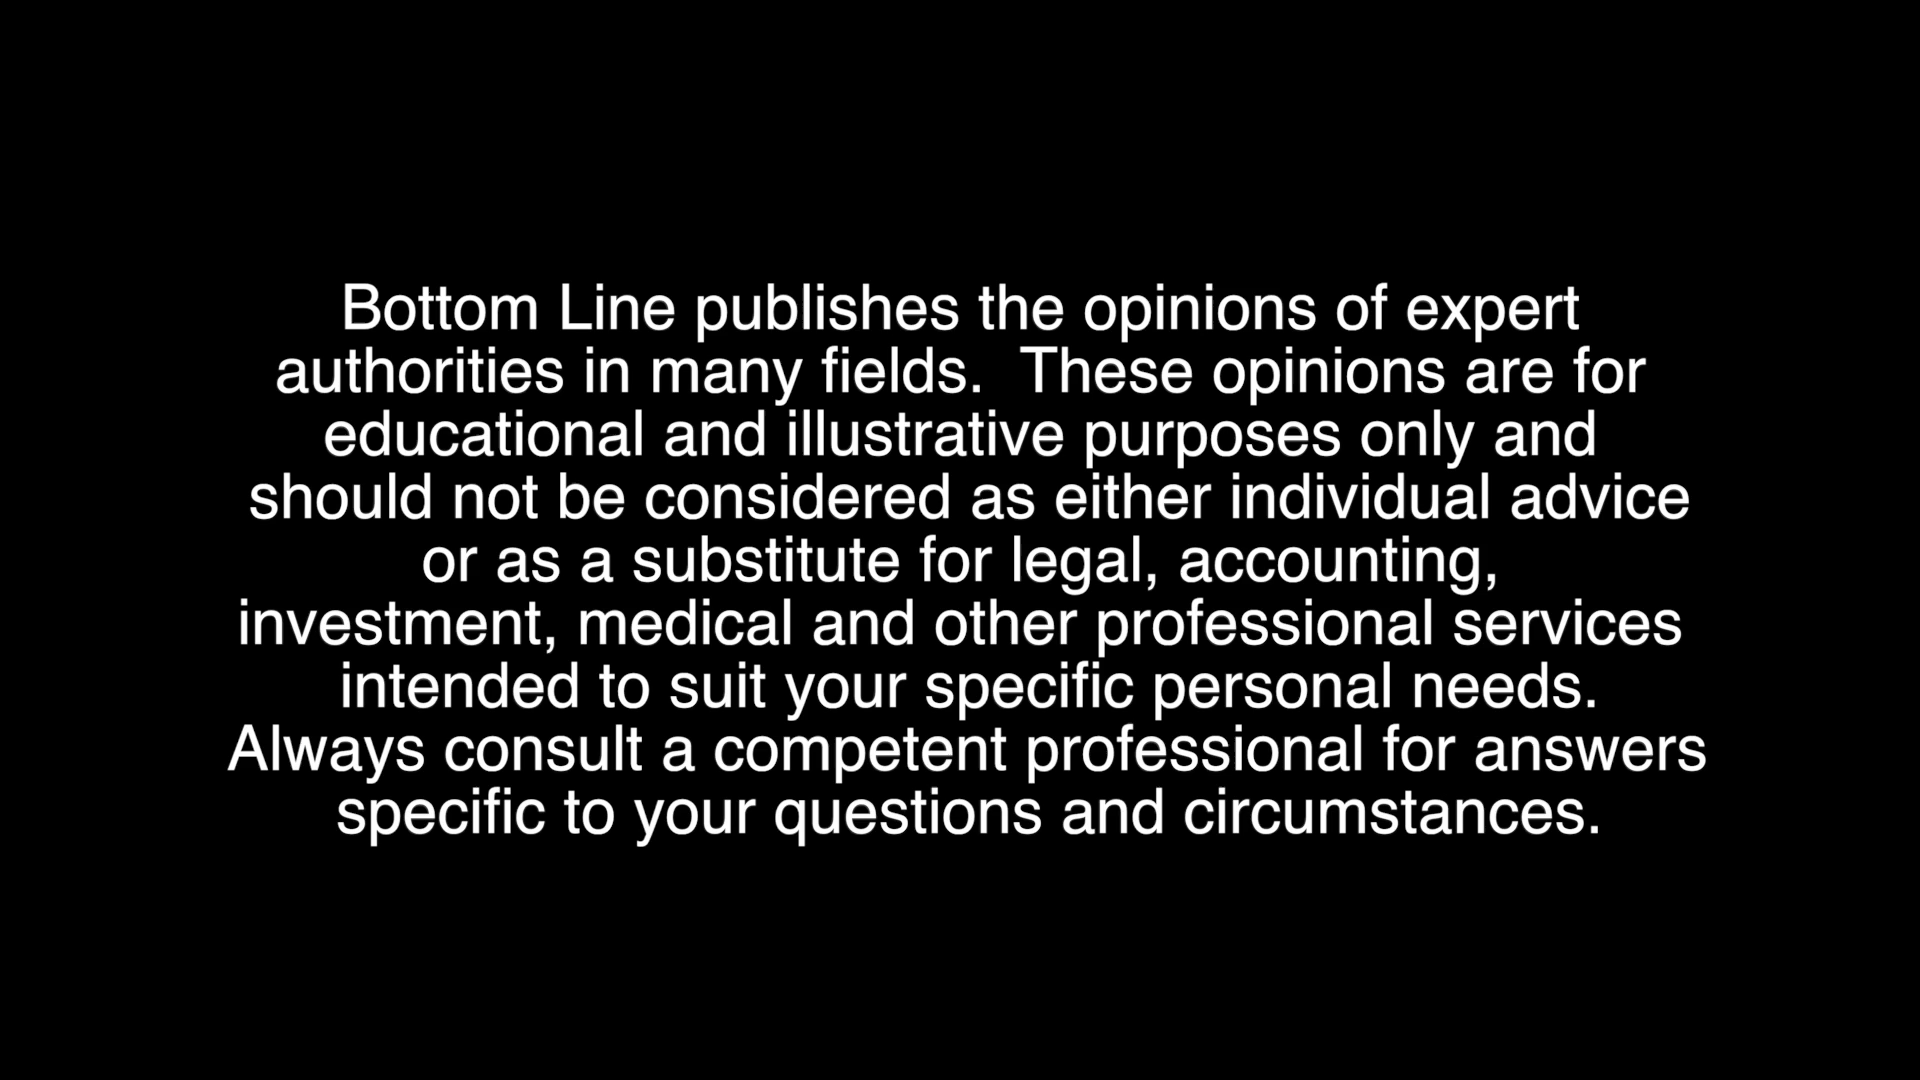 Bottom Line publishes the opinions of expert
authorities in many fields.  These opinions are for
educational and illustrative purposes only and
should not be considered as either individual advice
or as a substitute for legal, accounting,
investment, medical and other professional services
intended to suit your specific personal needs.
Always consult a competent professional for answers
specific to your questions and circumstances.